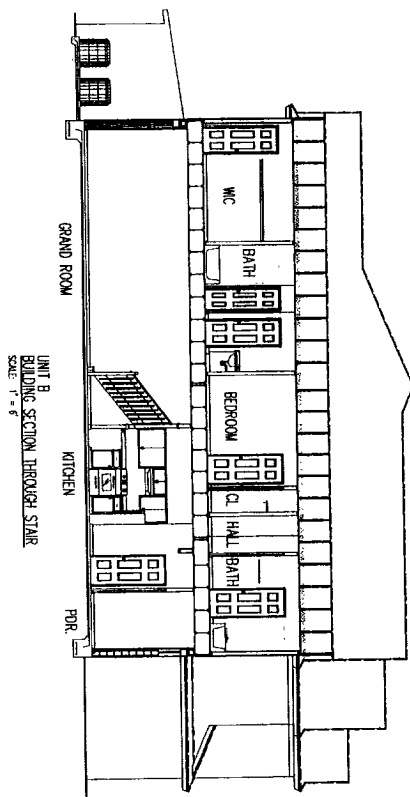 WIC
BATH
BEDROOM
CL
HALL
BATH
GRAND ROOM
KITCHEN
PDR.
UNIT B
BUILDING SECTION THROUGH STAIR
SCALE: 1" = 6'